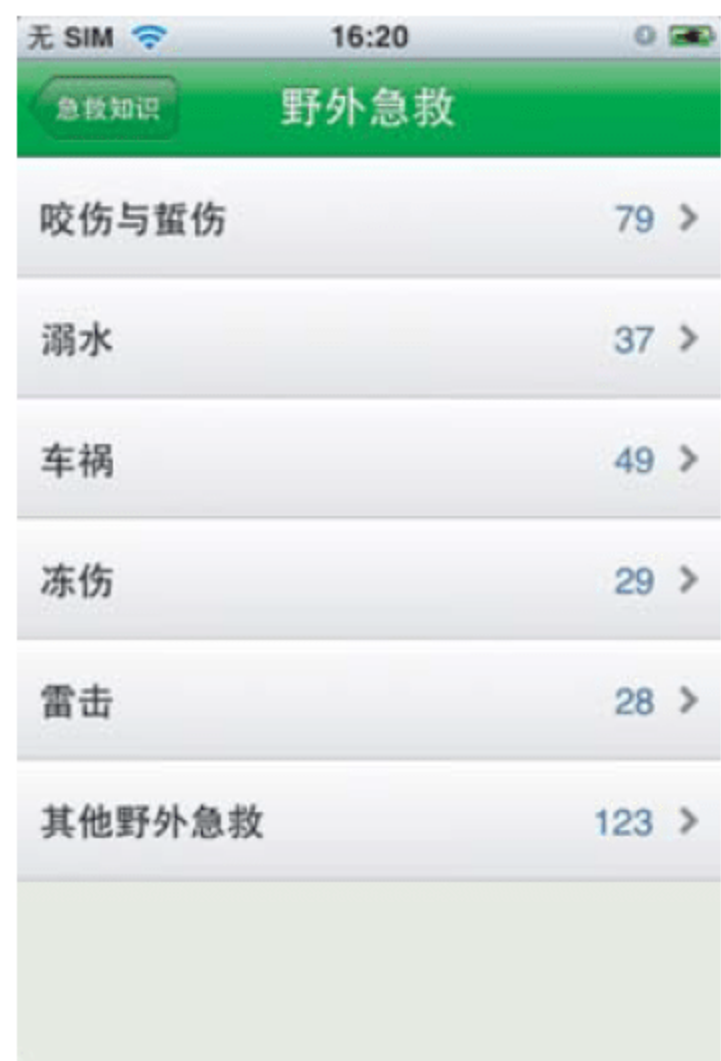 无 SIM 16:20
急救知识 野外急救
咬伤与蜇伤 79
溺水 37
车祸 49
冻伤 29
雷击 28
其他野外急救 123